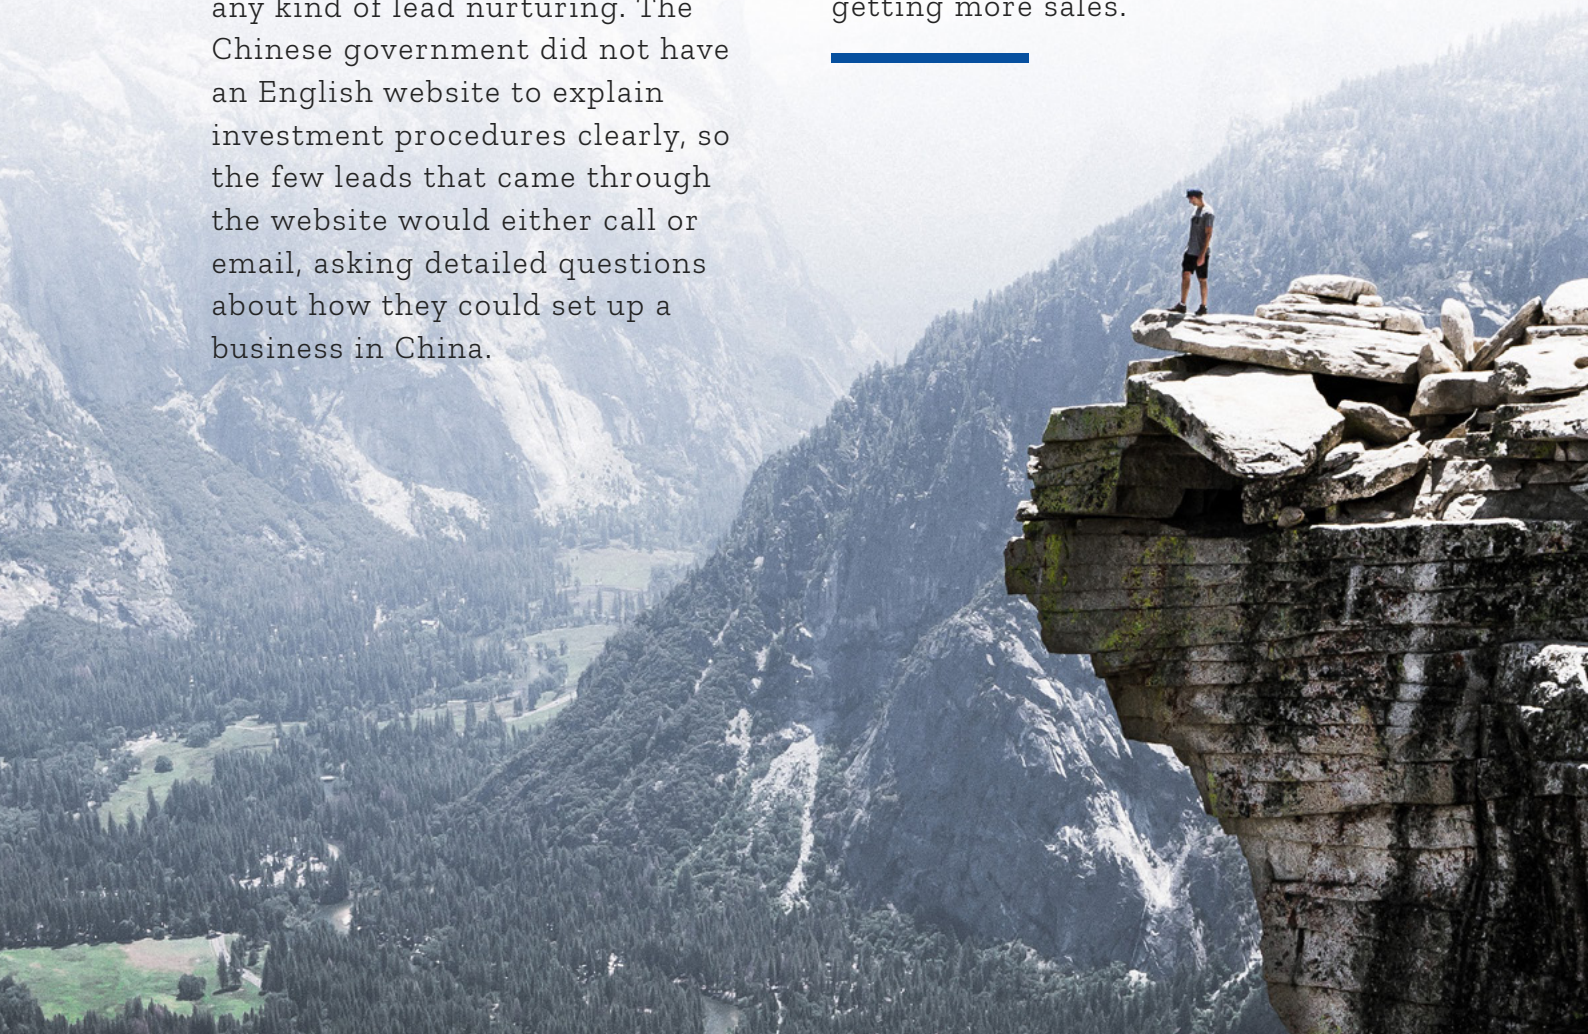 any kind of lead nurturing. The
Chinese government did not have
an English website to explain
investment procedures clearly, so
the few leads that came through
the website would either call or
email, asking detailed questions
about how they could set up a
business in China.
getting more sales.